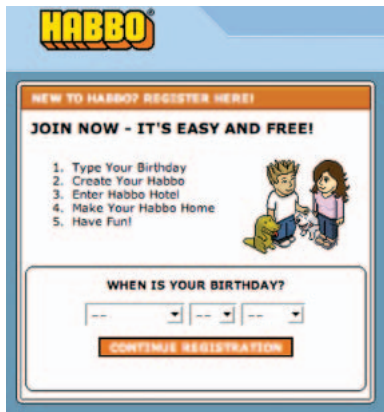 HABBO
NEW TO HABBO? REGISTER HERE!
JOIN NOW - IT'S EASY AND FREE!
1. Type Your Birthday
2. Create Your Habbo
3. Enter Habbo Hotel
4. Make Your Habbo Home
5. Have Fun!
WHEN IS YOUR BIRTHDAY?
-- -- --
CONTINUE REGISTRATION